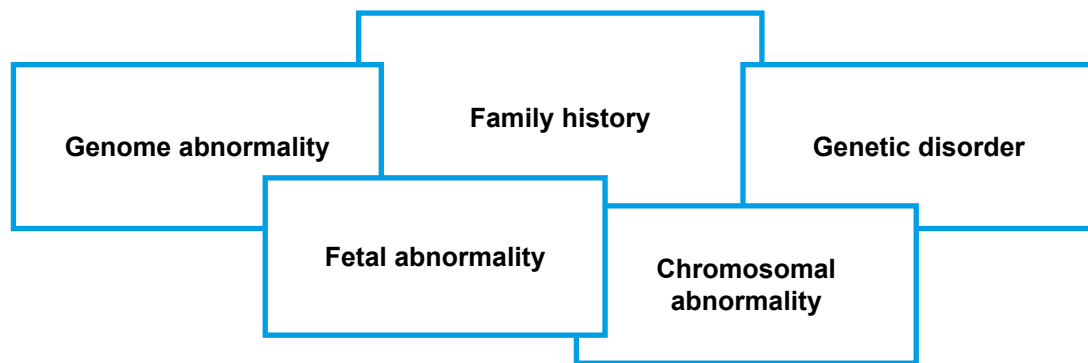 Family history
Genome abnormality
Genetic disorder
Fetal abnormality
Chromosomal
abnormality